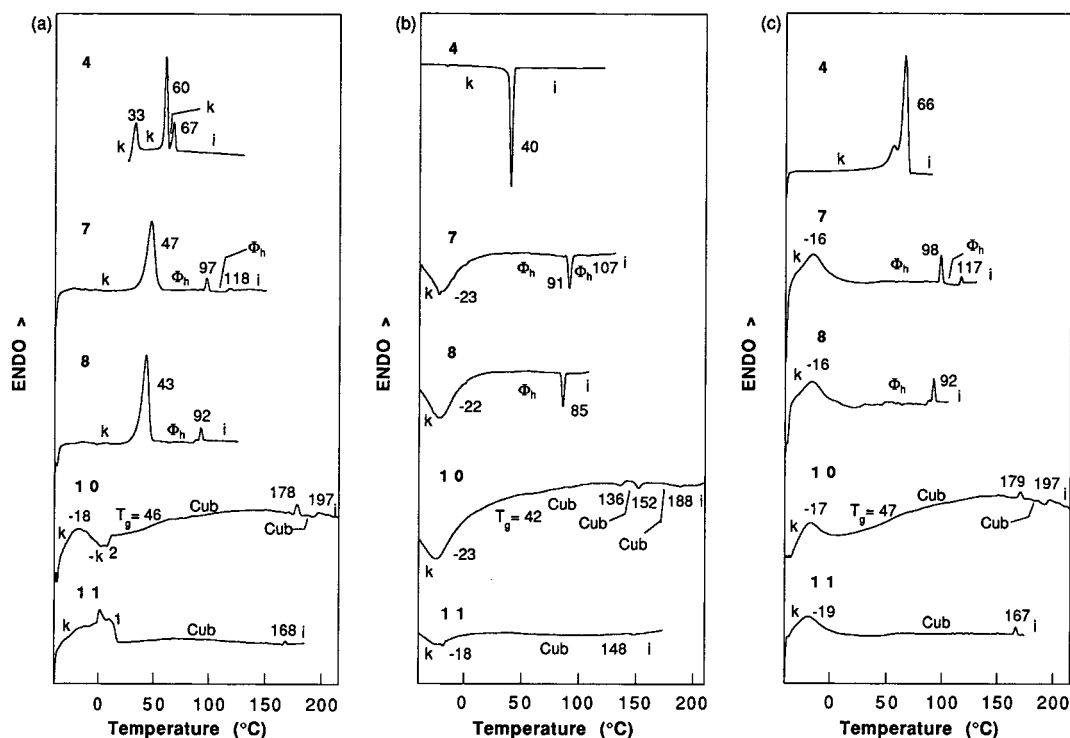 (a)
4
33
60
k
k
k
67
i
7
47
k
Φh
97
Φh
118 i
8
43
k
Φh
92
i
10
-18
k
-k 2
Tg= 46
Cub
178
197
i
Cub
11
k
1
Cub
168 i
ENDO >
0 50 100 150 200
Temperature (°C)
(b)
4
k
i
40
7
k
-23
Φh
91
Φh
107
i
8
k
-22
Φh
i
85
10
k
-23
Tg= 42
Cub
136
152
188 i
Cub
Cub
11
k
-18
Cub
148
i
ENDO >
0 50 100 150 200
Temperature (°C)
(c)
4
66
k
i
7
-16
k
Φh
98
Φh
117
i
8
-16
k
Φh
92
i
10
-17
k
Tg= 47
179
197
i
Cub
11
k
-19
Cub
167
i
ENDO >
0 50 100 150 200
Temperature (°C)